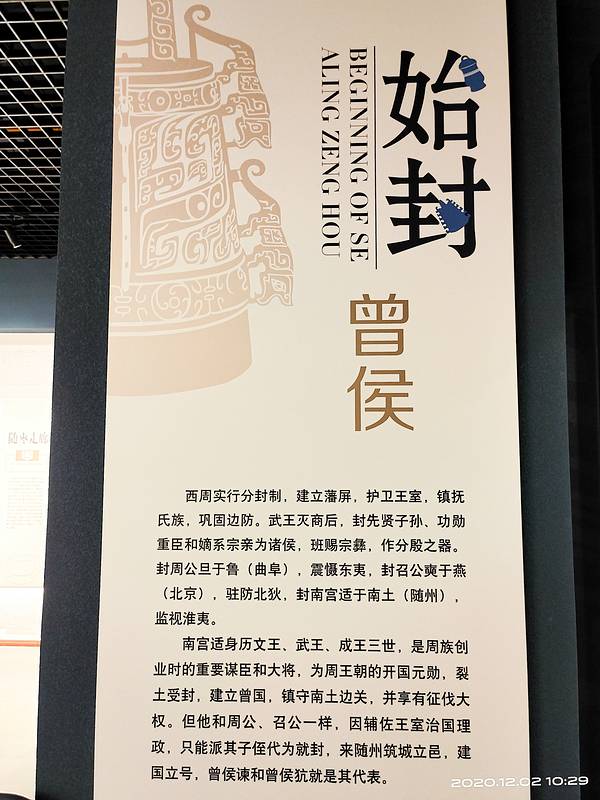 始封
BEGINNING OF SE
ALING ZENG HOU
曾侯
西周实行分封制，建立藩屏，护卫王室，镇抚
氏族，巩固边防。武王灭商后，封先贤子孙、功勋
重臣和嫡系宗亲为诸侯，班赐宗彝，作分殷之器。
封周公旦于鲁（曲阜），震慑东夷，封召公奭于燕
（北京），驻防北狄，封南宫适于南土（随州），
监视淮夷。
南宫适身历文王、武王、成王三世，是周族创
业时的重要谋臣和大将，为周王朝的开国元勋，裂
土受封，建立曾国，镇守南土边关，并享有征伐大
权。但他和周公、召公一样，因辅佐王室治国理
政，只能派其子侄代为就封，来随州筑城立邑，建
国立号，曾侯谏和曾侯犺就是其代表。
随枣走廊
2020.12.02 10:29